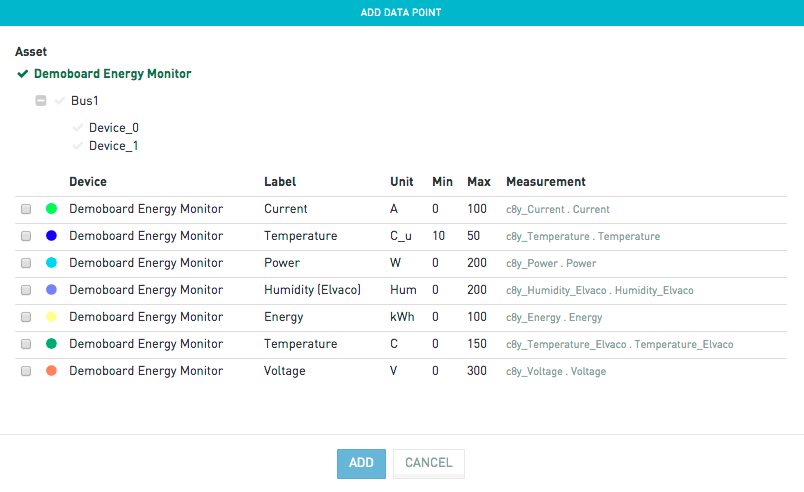 ADD DATA POINT
Asset
Demoboard Energy Monitor
Bus1
Device_0
Device_1
Device Label Unit Min Max Measurement
Demoboard Energy Monitor Current A 0 100 c8y_Current . Current
Demoboard Energy Monitor Temperature C_u 10 50 c8y_Temperature . Temperature
Demoboard Energy Monitor Power W 0 200 c8y_Power . Power
Demoboard Energy Monitor Humidity (Elvaco) Hum 0 200 c8y_Humidity_Elvaco . Humidity_Elvaco
Demoboard Energy Monitor Energy kWh 0 100 c8y_Energy . Energy
Demoboard Energy Monitor Temperature C 0 150 c8y_Temperature_Elvaco . Temperature_Elvaco
Demoboard Energy Monitor Voltage V 0 300 c8y_Voltage . Voltage
ADD CANCEL